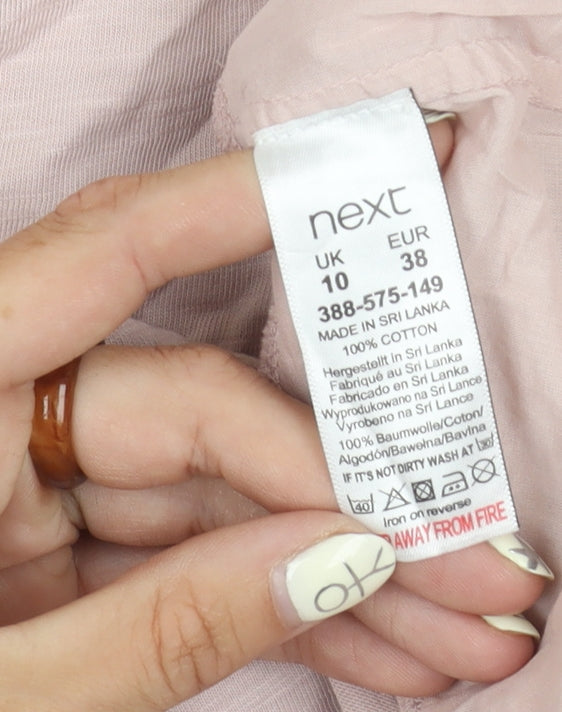 next
UK EUR
10 38
388-575-149
MADE IN SRI LANKA
100% COTTON
Hergestellt in Sri Lanka
Fabriqué au Sri Lanka
Fabricado en Sri Lanka
Wyprodukowano na Sri Lance
Vyrobeno na Srí Lance
100% Baumwolle/Coton/
Algodón/Bawełna/Bavlna
IF IT'S NOT DIRTY WASH AT 30
40
Iron on reverse
AWAY FROM FIRE
OK